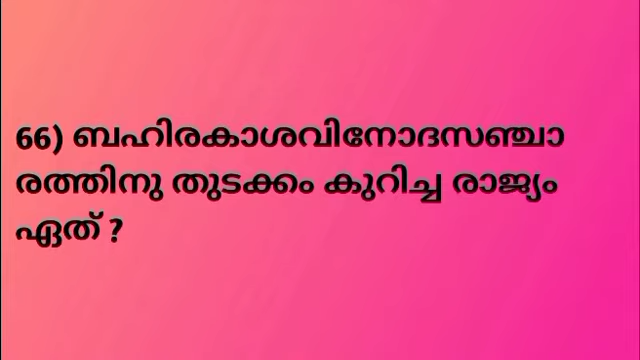 66) ബഹിരകാശവിനോദസഞ്ചാ
രത്തിനു തുടക്കം കുറിച്ച രാജ്യം
ഏത് ?